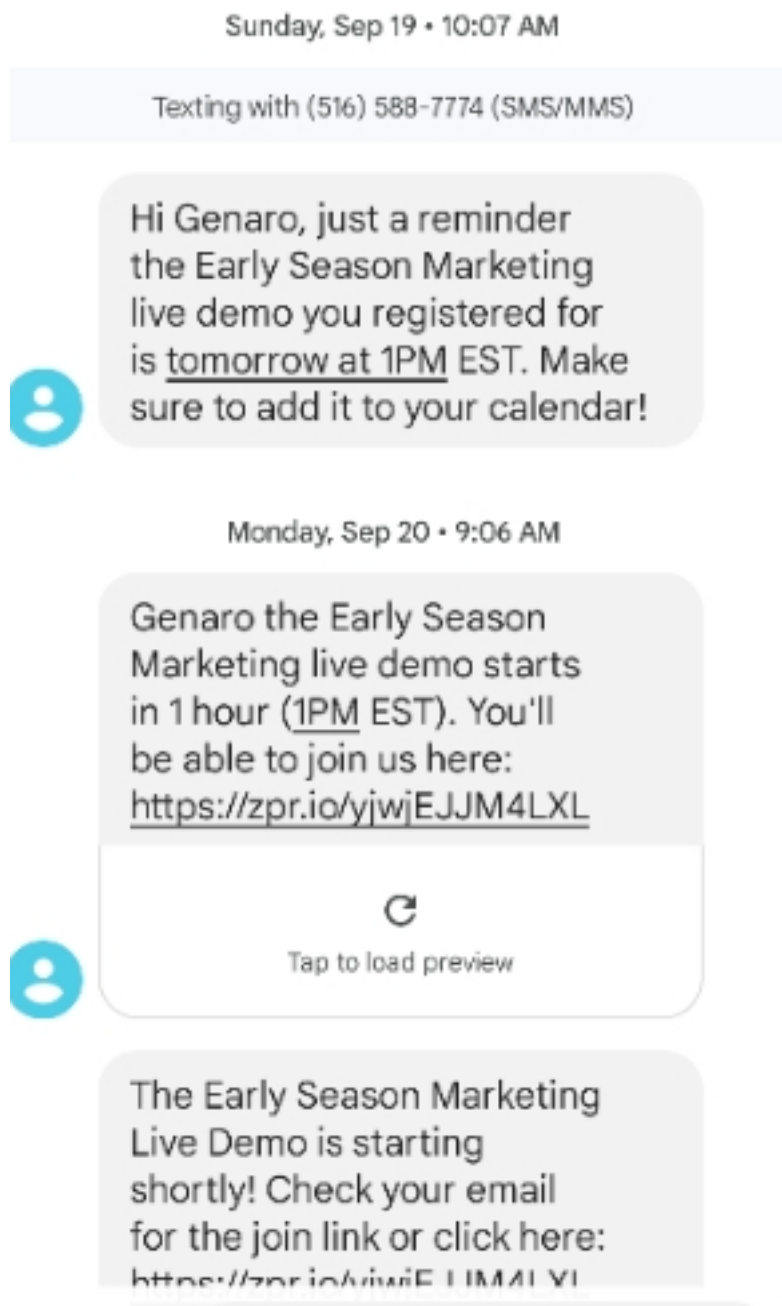 Sunday, Sep 19 • 10:07 AM
Texting with (516) 588-7774 (SMS/MMS)
Hi Genaro, just a reminder
the Early Season Marketing
live demo you registered for
is tomorrow at 1PM EST. Make
sure to add it to your calendar!
Monday, Sep 20 • 9:06 AM
Genaro the Early Season
Marketing live demo starts
in 1 hour (1PM EST). You'll
be able to join us here:
https://zpr.io/yjwjEJJM4LXL
Tap to load preview
The Early Season Marketing
Live Demo is starting
shortly! Check your email
for the join link or click here:
https://zpr.io/yjwjEJJM4LXL